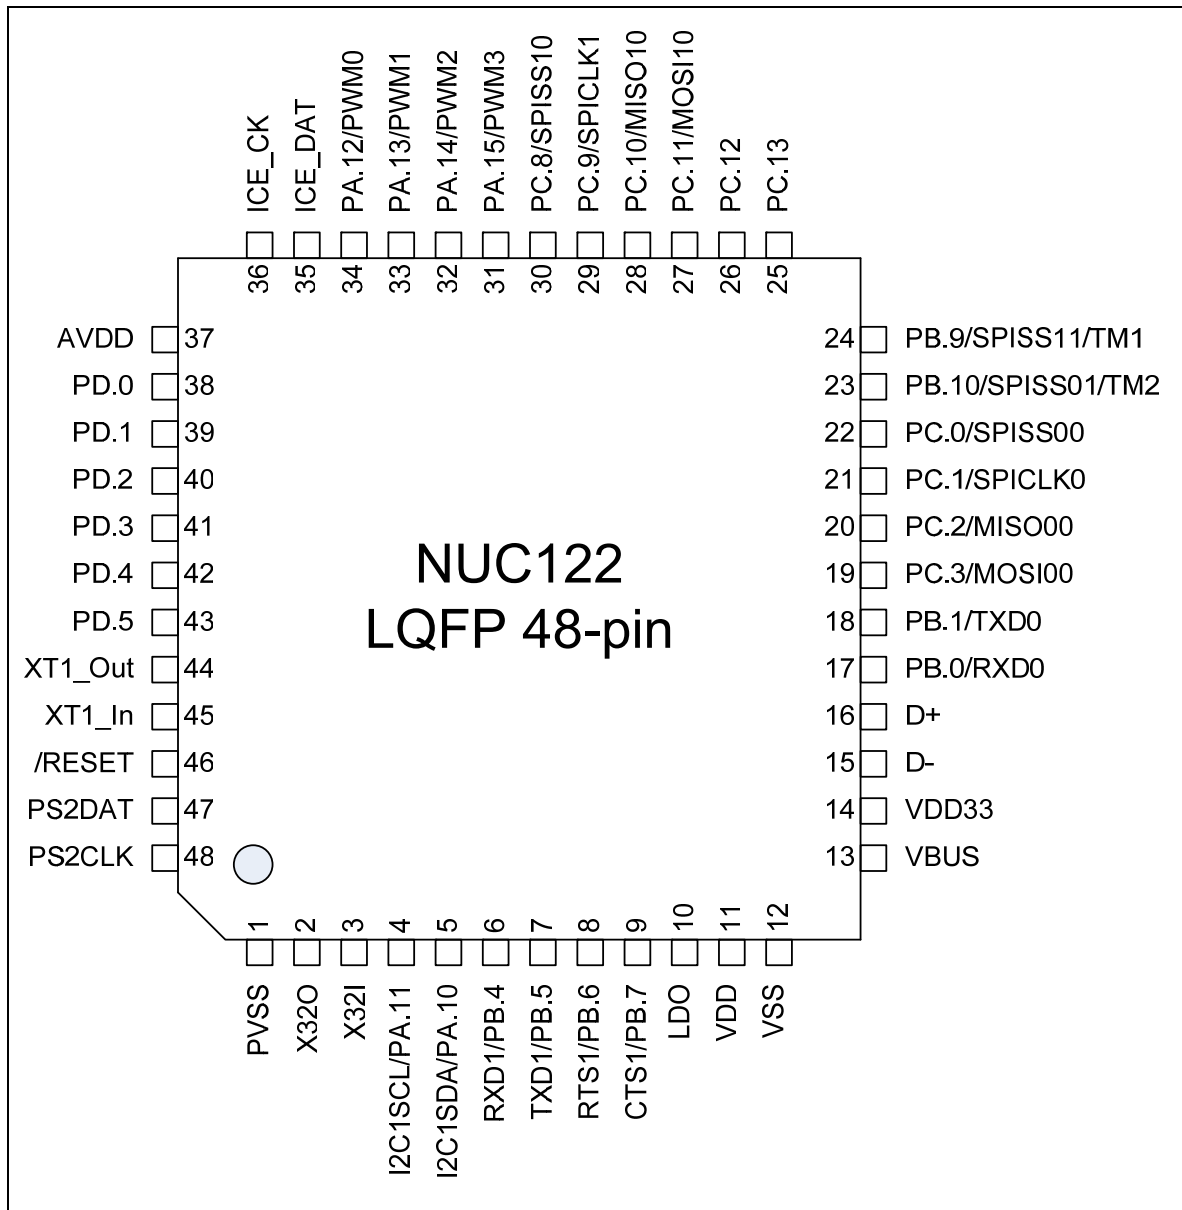 ICE_CK
ICE_DAT
PA.12/PWM0
PA.13/PWM1
PA.14/PWM2
PA.15/PWM3
PC.8/SPISS10
PC.9/SPICLK1
PC.10/MISO10
PC.11/MOSI10
PC.12
PC.13
36
35
34
33
32
31
30
29
28
27
26
25
AVDD 37
PD.0 38
PD.1 39
PD.2 40
PD.3 41
PD.4 42
PD.5 43
XT1_Out 44
XT1_In 45
/RESET 46
PS2DAT 47
PS2CLK 48
NUC122
LQFP 48-pin
24 PB.9/SPISS11/TM1
23 PB.10/SPISS01/TM2
22 PC.0/SPISS00
21 PC.1/SPICLK0
20 PC.2/MISO00
19 PC.3/MOSI00
18 PB.1/TXD0
17 PB.0/RXD0
16 D+
15 D-
14 VDD33
13 VBUS
1
2
3
4
5
6
7
8
9
10
11
12
PVSS
X32O
X32I
I2C1SCL/PA.11
I2C1SDA/PA.10
RXD1/PB.4
TXD1/PB.5
RTS1/PB.6
CTS1/PB.7
LDO
VDD
VSS